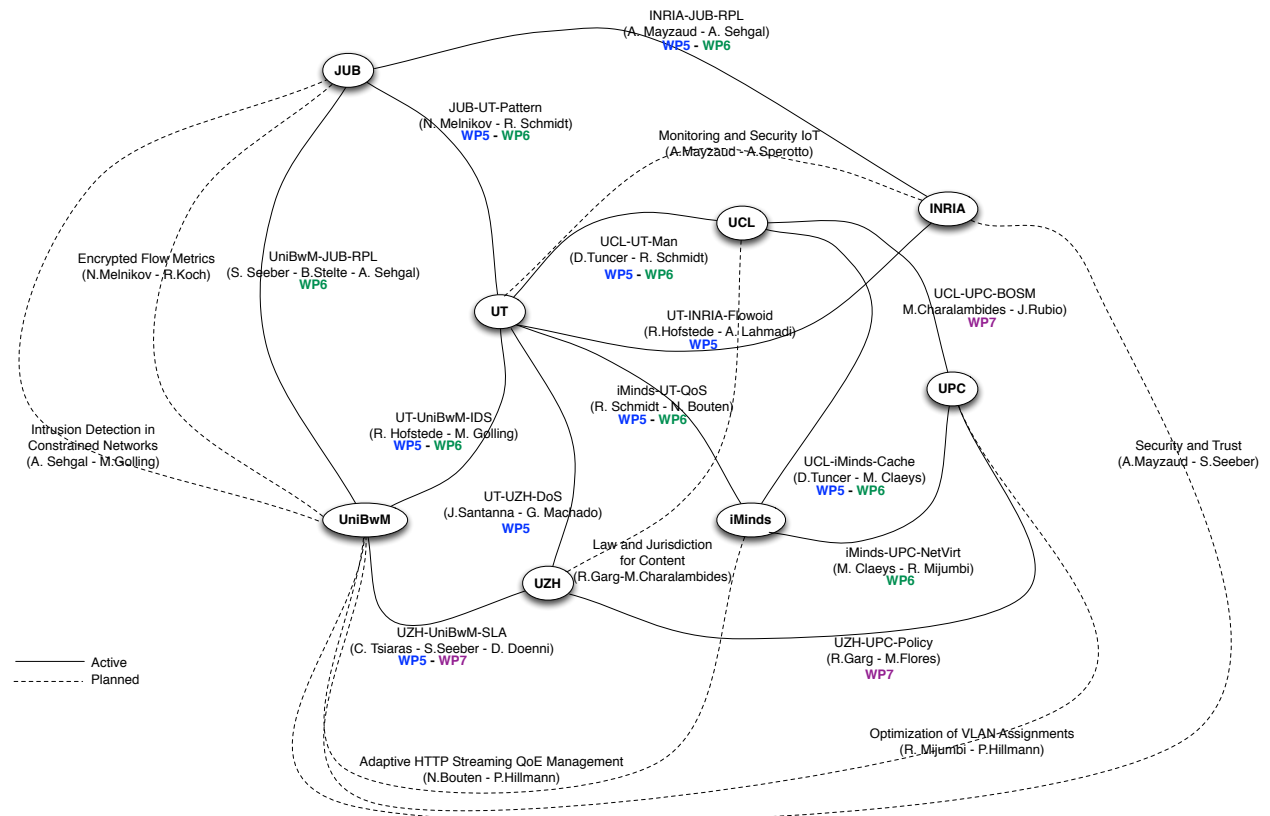 INRIA-JUB-RPL
(A. Mayzaud - A. Sehgal)
WP5 - WP6
JUB
JUB-UT-Pattern
(N. Melnikov - R. Schmidt)
WP5 - WP6
Monitoring and Security IoT
(A.Mayzaud - A.Sperotto)
INRIA
UCL
UCL-UT-Man
(D.Tuncer - R. Schmidt)
WP5 - WP6
Encrypted Flow Metrics
(N.Melnikov - R.Koch)
UniBwM-JUB-RPL
(S. Seeber - B.Stelte - A. Sehgal)
WP6
UCL-UPC-BOSM
M.Charalambides - J.Rubio)
WP7
UT
UT-INRIA-Flowoid
(R.Hofstede - A. Lahmadi)
WP5
UPC
iMinds-UT-QoS
(R. Schmidt - N. Bouten)
WP5 - WP6
UT-UniBwM-IDS
(R. Hofstede - M. Golling)
WP5 - WP6
Intrusion Detection in
Constrained Networks
(A. Sehgal - M.Golling)
Security and Trust
(A.Mayzaud - S.Seeber)
UCL-iMinds-Cache
(D.Tuncer - M. Claeys)
WP5 - WP6
UT-UZH-DoS
(J.Santanna - G. Machado)
WP5
UniBwM
iMinds
Law and Jurisdiction
for Content
(R.Garg-M.Charalambides)
iMinds-UPC-NetVirt
(M. Claeys - R. Mijumbi)
WP6
UZH
UZH-UniBwM-SLA
(C. Tsiaras - S.Seeber - D. Doenni)
WP5 - WP7
UZH-UPC-Policy
(R.Garg - M.Flores)
WP7
Active
Planned
Optimization of VLAN Assignments
(R. Mijumbi - P.Hillmann)
Adaptive HTTP Streaming QoE Management
(N.Bouten - P.Hillmann)